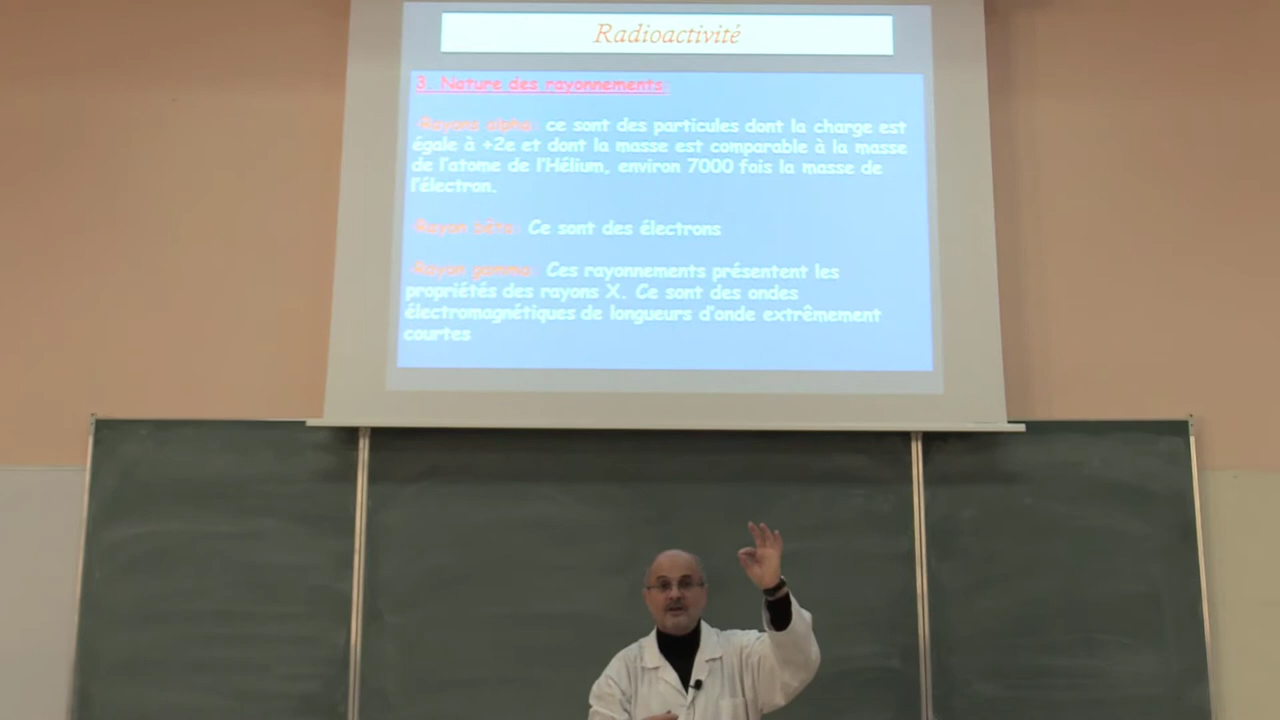 Radioactivité
3. Nature des rayonnements:
-Rayons alpha: ce sont des particules dont la charge est
égale à +2e et dont la masse est comparable à la masse
de l'atome de l'Hélium, environ 7000 fois la masse de
l'électron.
-Rayon bêta: Ce sont des électrons
-Rayon gamma: Ces rayonnements présentent les
propriétés des rayons X. Ce sont des ondes
électromagnétiques de longueurs d'onde extrêmement
courtes